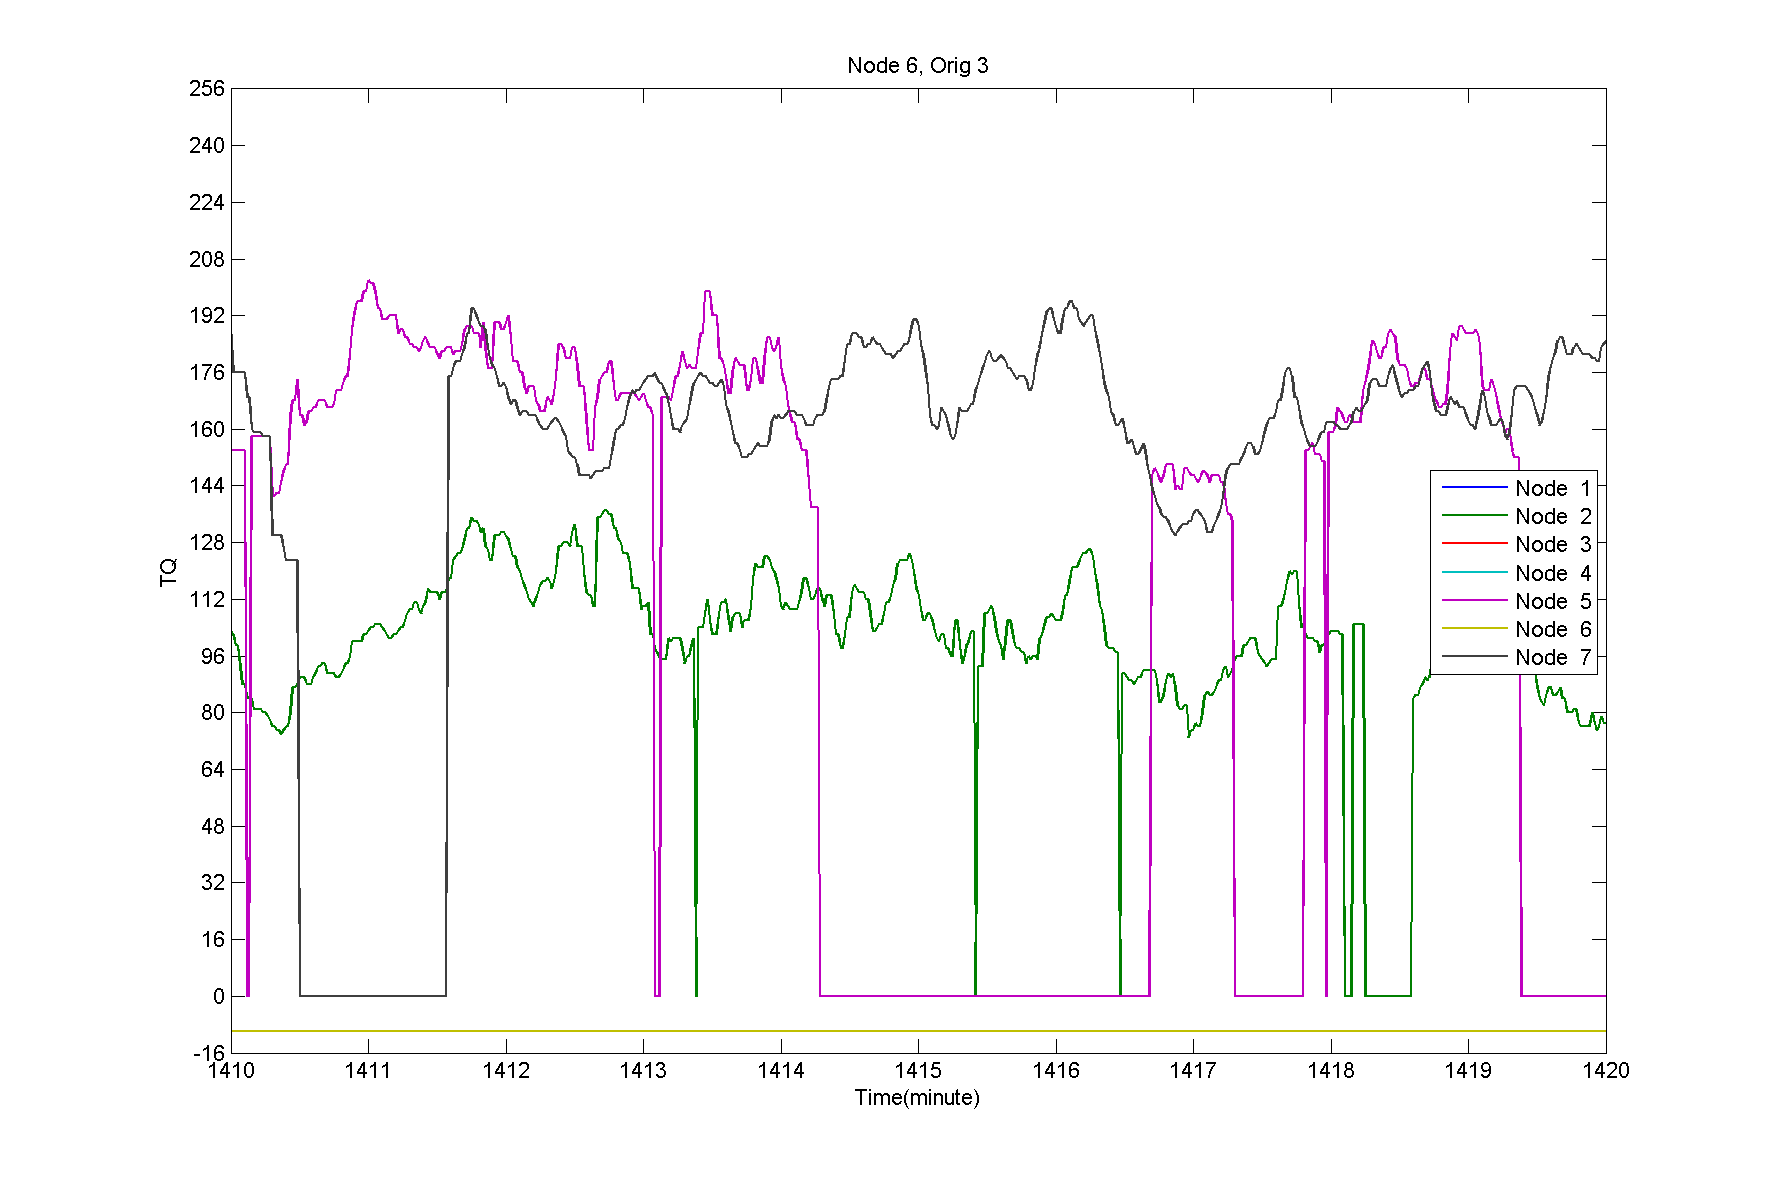 Node 6, Orig 3
256
240
224
208
192
176
160
144
128
112
96
80
64
48
32
16
0
-16
TQ
Node 1
Node 2
Node 3
Node 4
Node 5
Node 6
Node 7
1410 1411 1412 1413 1414 1415 1416 1417 1418 1419 1420
Time(minute)